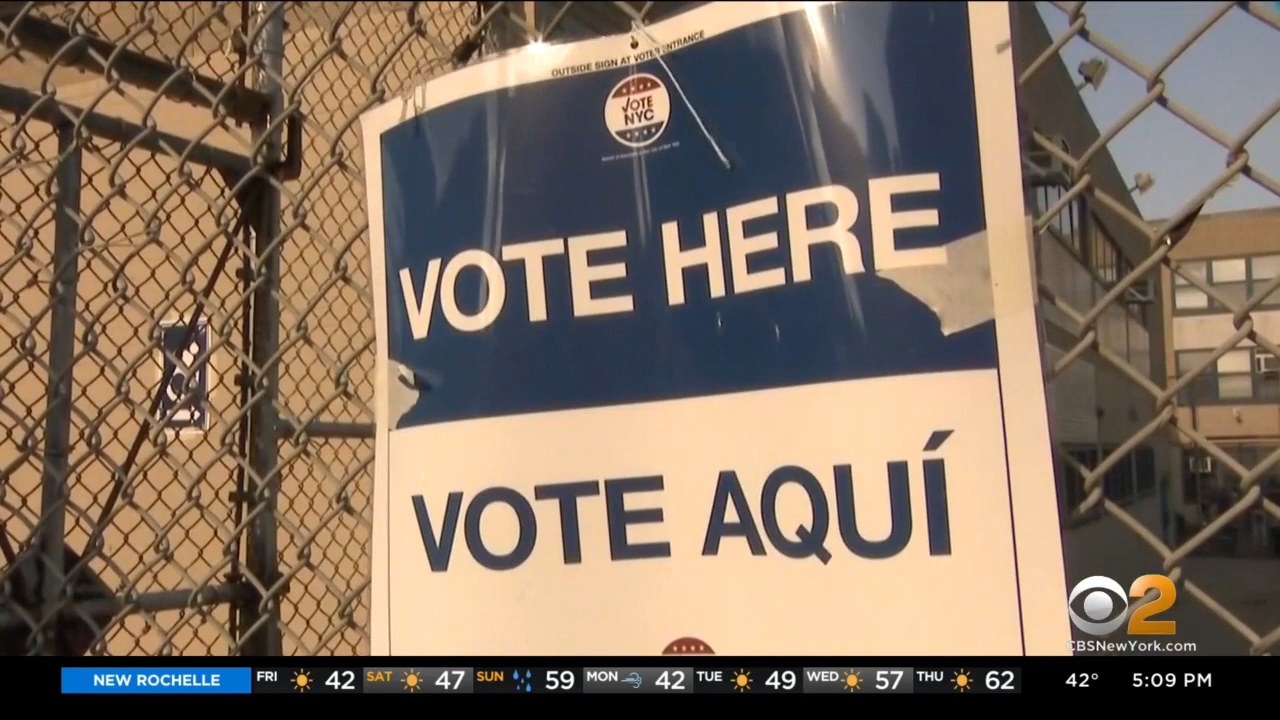 OUTSIDE SIGN AT VOTER ENTRANCE
VOTE
NYC
VOTE HERE
VOTE AQUÍ
2
CBSNewYork.com
NEW ROCHELLE FRI 42 SAT 47 SUN 59 MON 42 TUE 49 WED 57 THU 62 42° 5:09 PM